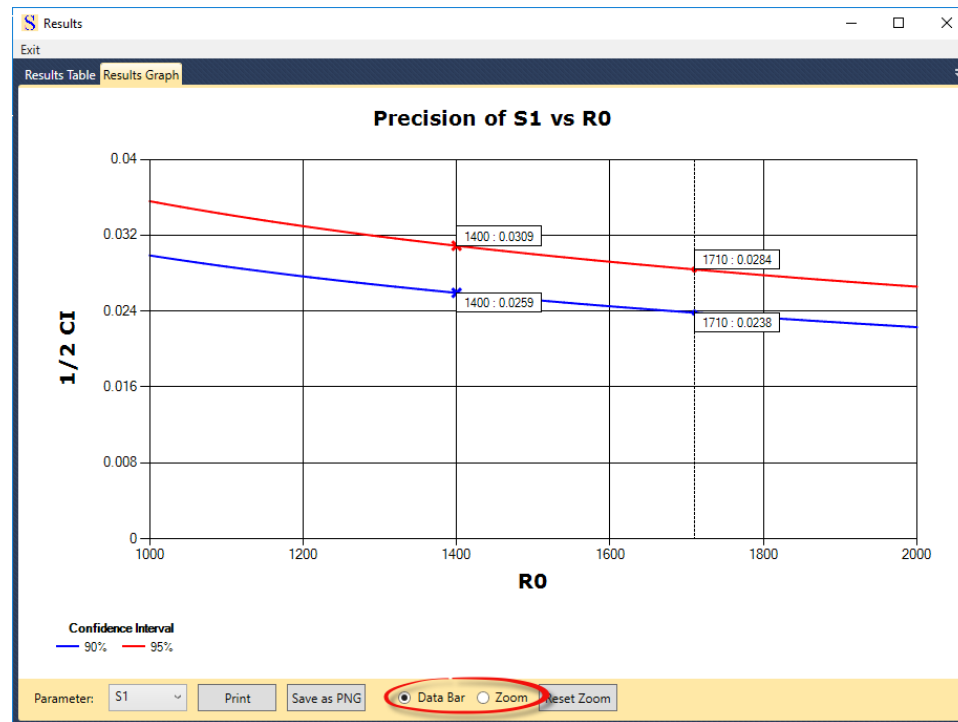 S Results
Exit
Results Table Results Graph
Precision of S1 vs R0
0.04
0.032
0.024
0.016
0.008
0
1/2 CI
1400 : 0.0309
1710 : 0.0284
1400 : 0.0259
1710 : 0.0238
1000 1200 1400 1600 1800 2000
R0
Confidence Interval
90% 95%
Parameter: S1 Print Save as PNG Data Bar Zoom Reset Zoom